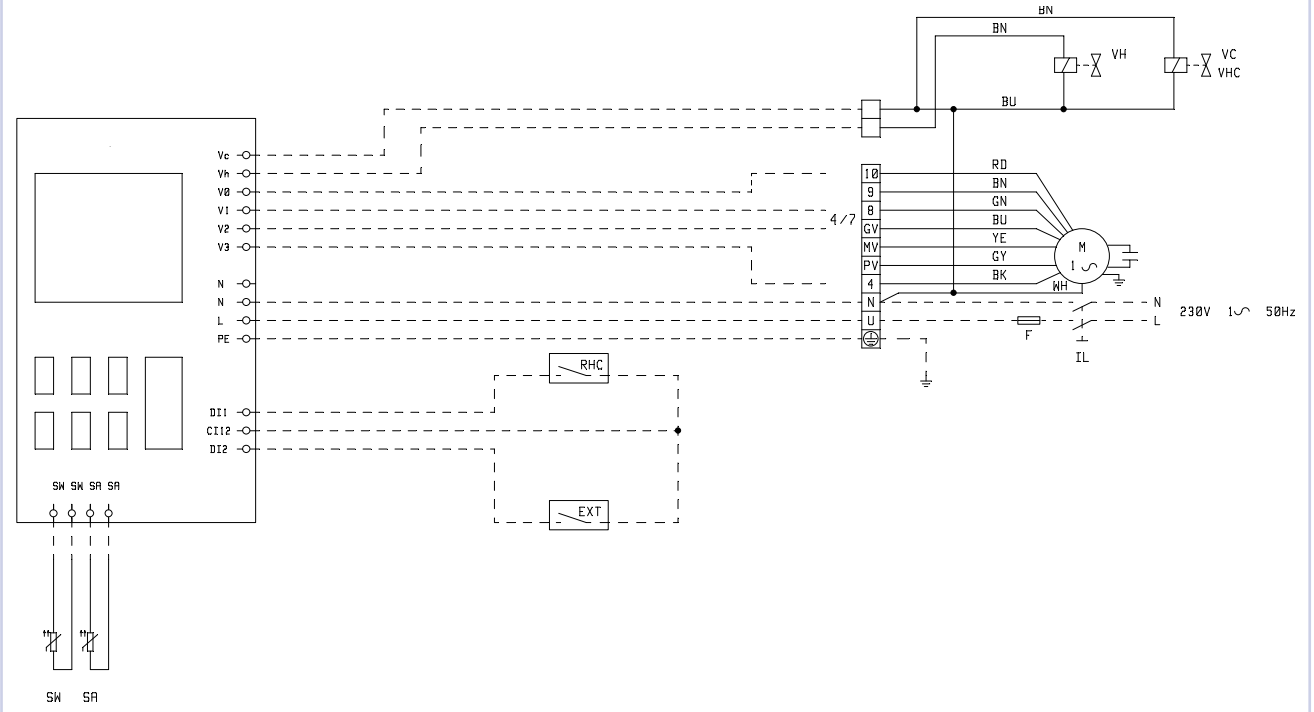 BN
BN
VH
VC
VHC
BU
Vc
Vh
V0
V1
V2
V3
N
N
L
PE
4/7
10
9
8
GV
MV
PV
4
N
U
RD
BN
GN
BU
YE
GY
BK
WH
M
1
N
L
230V 1 50Hz
F
IL
RHC
DI1
CI12
DI2
EXT
SW SW SA SA
SW SA